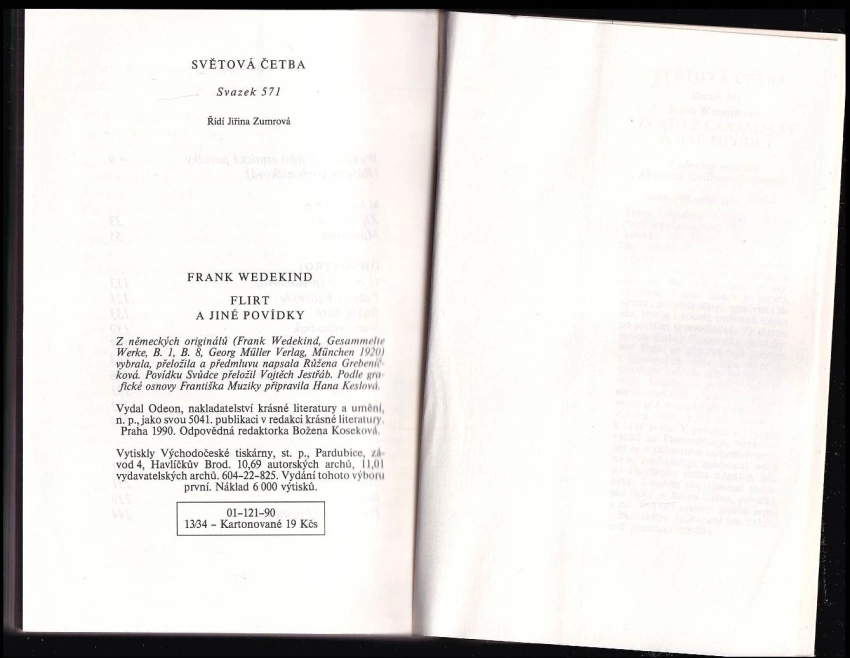 SVĚTOVÁ ČETBA
Svazek 571
Řídí Jiřina Zumrová
FRANK WEDEKIND
FLIRT
A JINÉ POVÍDKY
Z německých originálů (Frank Wedekind, Gesammelte
Werke, B. 1, B. 8, Georg Müller Verlag, München 1920)
vybrala, přeložila a předmluvu napsala Růžena Grebeníč-
ková. Povídku Svůdce přeložil Vojtěch Jestřáb. Podle gra-
fické osnovy Františka Muziky připravila Hana Keslová.
Vydal Odeon, nakladatelství krásné literatury a umění,
n. p., jako svou 5041. publikaci v redakci krásné literatury.
Praha 1990. Odpovědná redaktorka Božena Koseková.
Vytiskly Východočeské tiskárny, st. p., Pardubice, zá-
vod 4, Havlíčkův Brod. 10,69 autorských archů, 11,01
vydavatelských archů. 604–22–825. Vydání tohoto výboru
první. Náklad 6 000 výtisků.
01–121–90
13/34 – Kartonované 19 Kčs